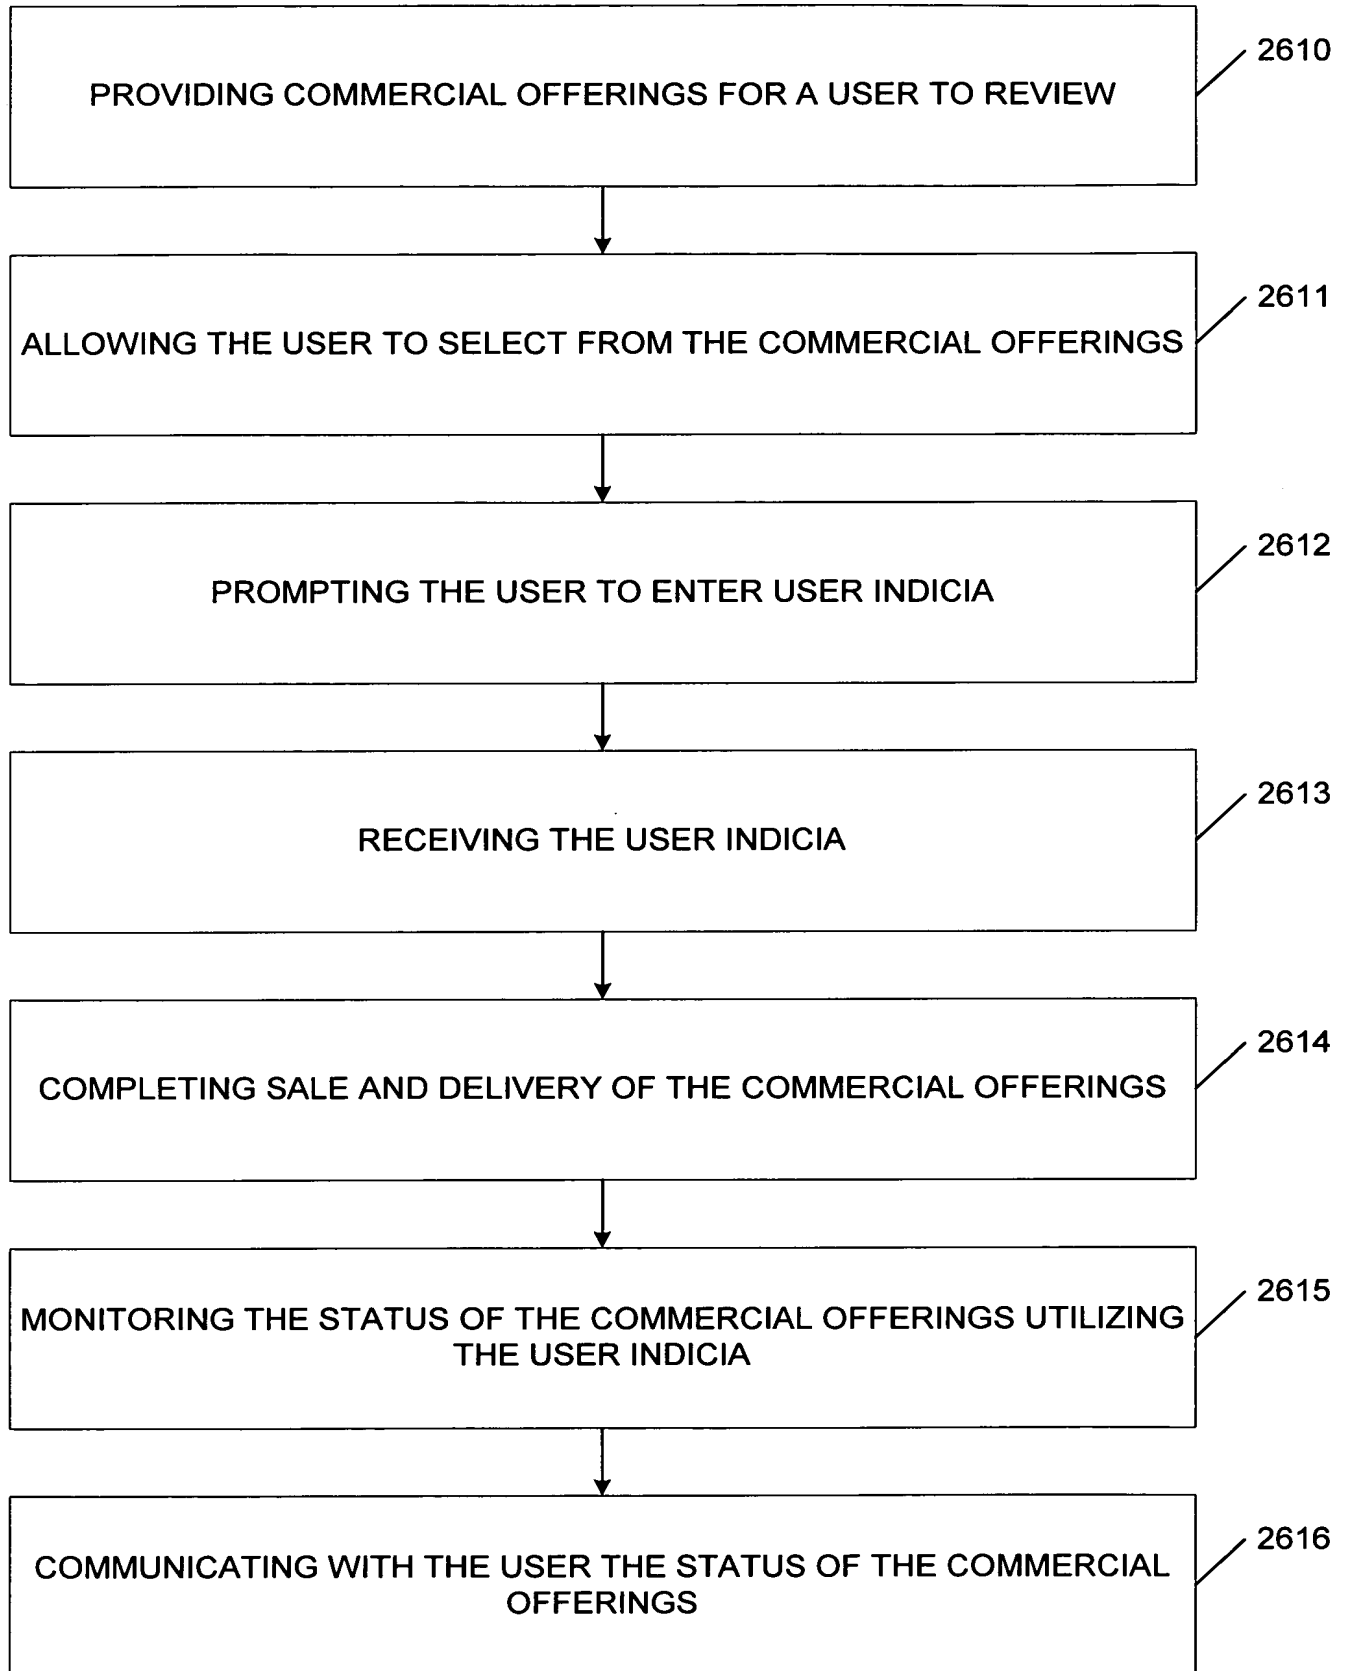 2610
PROVIDING COMMERCIAL OFFERINGS FOR A USER TO REVIEW
2611
ALLOWING THE USER TO SELECT FROM THE COMMERCIAL OFFERINGS
2612
PROMPTING THE USER TO ENTER USER INDICIA
2613
RECEIVING THE USER INDICIA
2614
COMPLETING SALE AND DELIVERY OF THE COMMERCIAL OFFERINGS
2615
MONITORING THE STATUS OF THE COMMERCIAL OFFERINGS UTILIZING
THE USER INDICIA
2616
COMMUNICATING WITH THE USER THE STATUS OF THE COMMERCIAL
OFFERINGS